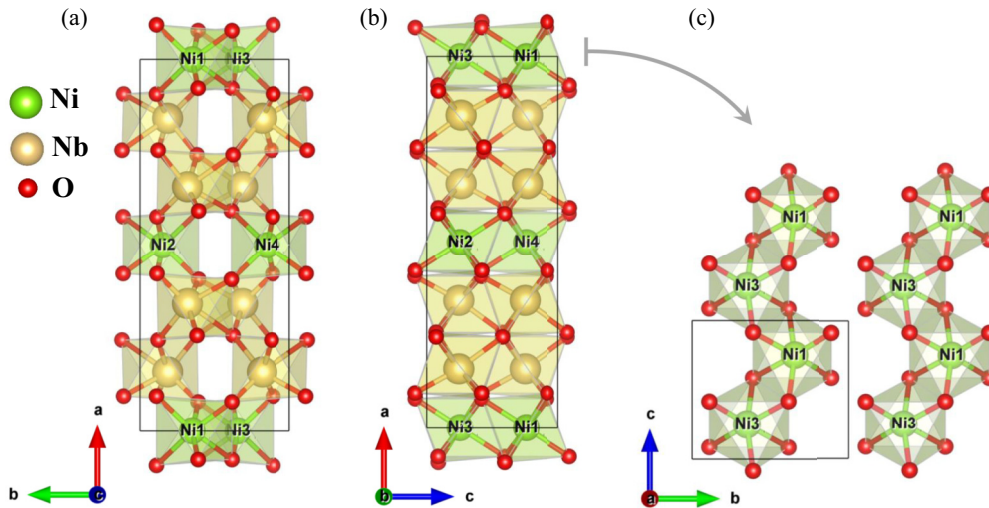 (a)
(b)
(c)
Ni
Nb
O
Ni1 Ni3
Ni2 Ni4
Ni1 Ni3
a
b
c
Ni3 Ni1
Ni2 Ni4
Ni3 Ni1
a
b
c
Ni1 Ni1
Ni3 Ni3
Ni1 Ni1
Ni3 Ni3
c
a
b